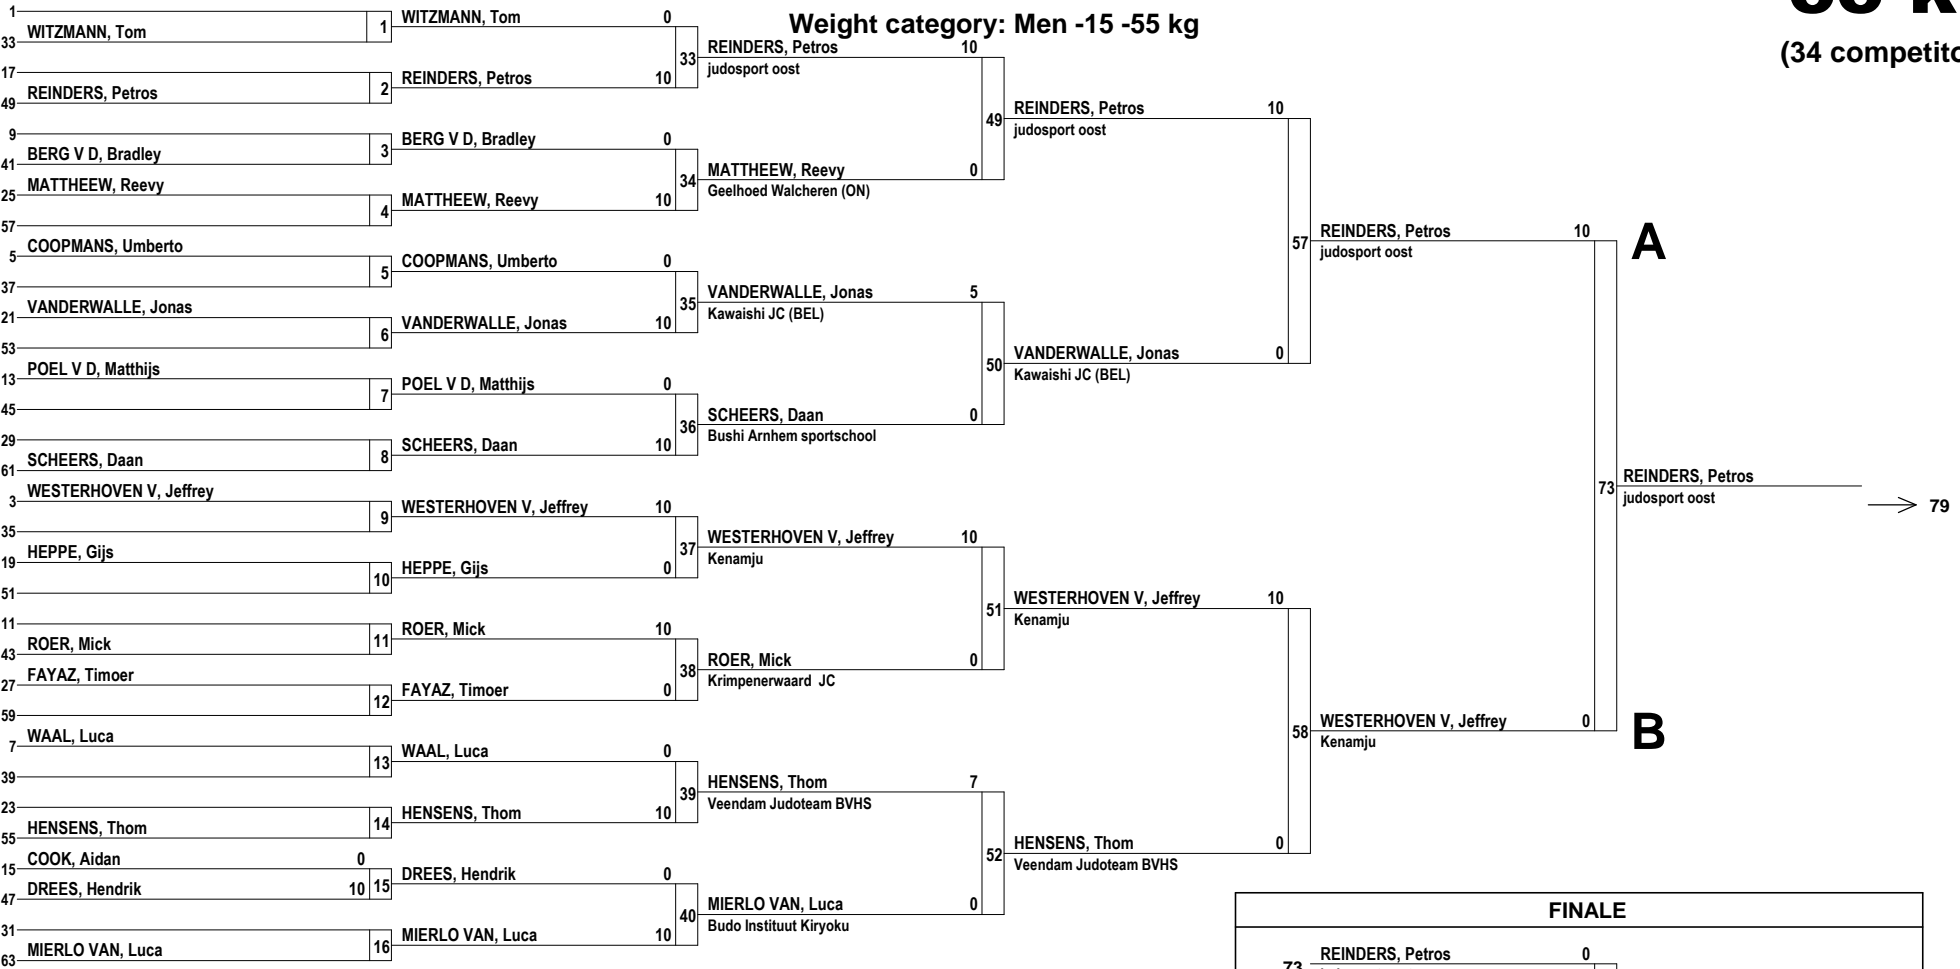 Weight category: Men -15 -55 kg
(34 competito
1
WITZMANN, Tom
33
1
17
REINDERS, Petros
49
2
9
BERG V D, Bradley
41
3
MATTHEEW, Reevy
25
57
4
COOPMANS, Umberto
5
37
5
VANDERWALLE, Jonas
21
53
6
POEL V D, Matthijs
13
45
7
29
SCHEERS, Daan
61
8
WESTERHOVEN V, Jeffrey
3
35
9
HEPPE, Gijs
19
51
10
11
ROER, Mick
43
11
FAYAZ, Timoer
27
59
12
WAAL, Luca
7
39
13
23
HENSENS, Thom
55
14
COOK, Aidan 0
15
DREES, Hendrik 10
47
15
31
MIERLO VAN, Luca
63
16
WITZMANN, Tom 0
33
REINDERS, Petros 10
BERG V D, Bradley 0
34
MATTHEEW, Reevy 10
COOPMANS, Umberto 0
35
VANDERWALLE, Jonas 10
POEL V D, Matthijs 0
36
SCHEERS, Daan 10
WESTERHOVEN V, Jeffrey 10
37
HEPPE, Gijs 0
ROER, Mick 10
38
FAYAZ, Timoer 0
WAAL, Luca 0
39
HENSENS, Thom 10
DREES, Hendrik 0
40
MIERLO VAN, Luca 10
REINDERS, Petros 10
judosport oost
49
MATTHEEW, Reevy 0
Geelhoed Walcheren (ON)
VANDERWALLE, Jonas 5
Kawaishi JC (BEL)
50
SCHEERS, Daan 0
Bushi Arnhem sportschool
WESTERHOVEN V, Jeffrey 10
Kenamju
51
ROER, Mick 0
Krimpenerwaard JC
HENSENS, Thom 7
Veendam Judoteam BVHS
52
MIERLO VAN, Luca 0
Budo Instituut Kiryoku
REINDERS, Petros 10
judosport oost
57
VANDERWALLE, Jonas 0
Kawaishi JC (BEL)
WESTERHOVEN V, Jeffrey 10
Kenamju
58
HENSENS, Thom 0
Veendam Judoteam BVHS
REINDERS, Petros 10
judosport oost
A
73
WESTERHOVEN V, Jeffrey 0
Kenamju
B
REINDERS, Petros
judosport oost
79
FINALE
REINDERS, Petros 0
73